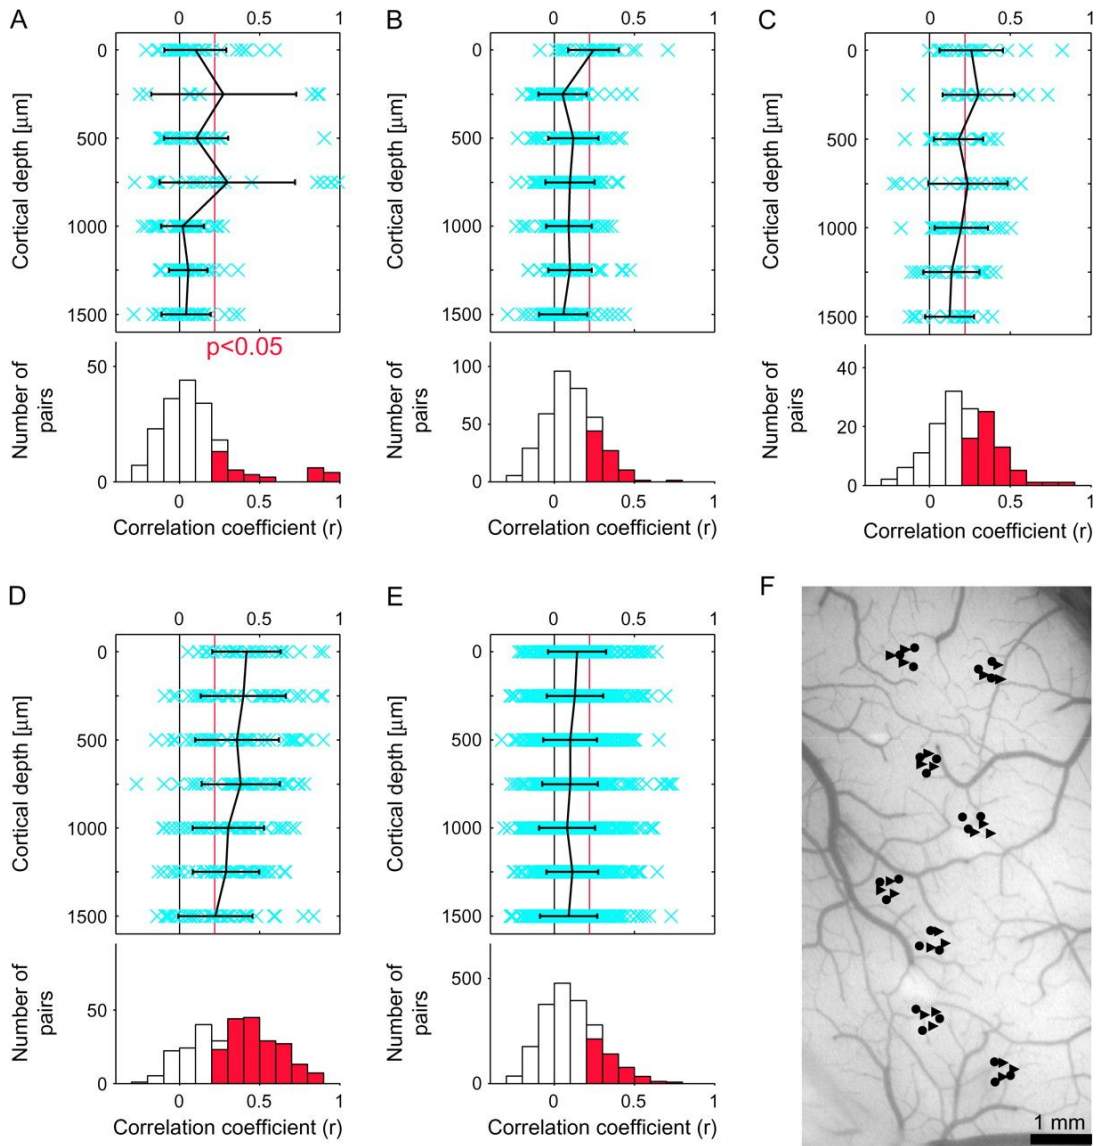 A
B
C
0 0.5 1
0 0.5 1
0 0.5 1
Cortical depth [μm]
0
500
1000
1500
Cortical depth [μm]
0
500
1000
1500
Cortical depth [μm]
0
500
1000
1500
p<0.05
Number of
pairs
50
0
0 0.5 1
Correlation coefficient (r)
Number of
pairs
100
50
0
0 0.5 1
Correlation coefficient (r)
Number of
pairs
40
20
0
0 0.5 1
Correlation coefficient (r)
D
E
F
0 0.5 1
0 0.5 1
Cortical depth [μm]
0
500
1000
1500
Cortical depth [μm]
0
500
1000
1500
Number of
pairs
50
0
0 0.5 1
Correlation coefficient (r)
Number of
pairs
500
0
0 0.5 1
Correlation coefficient (r)
1 mm